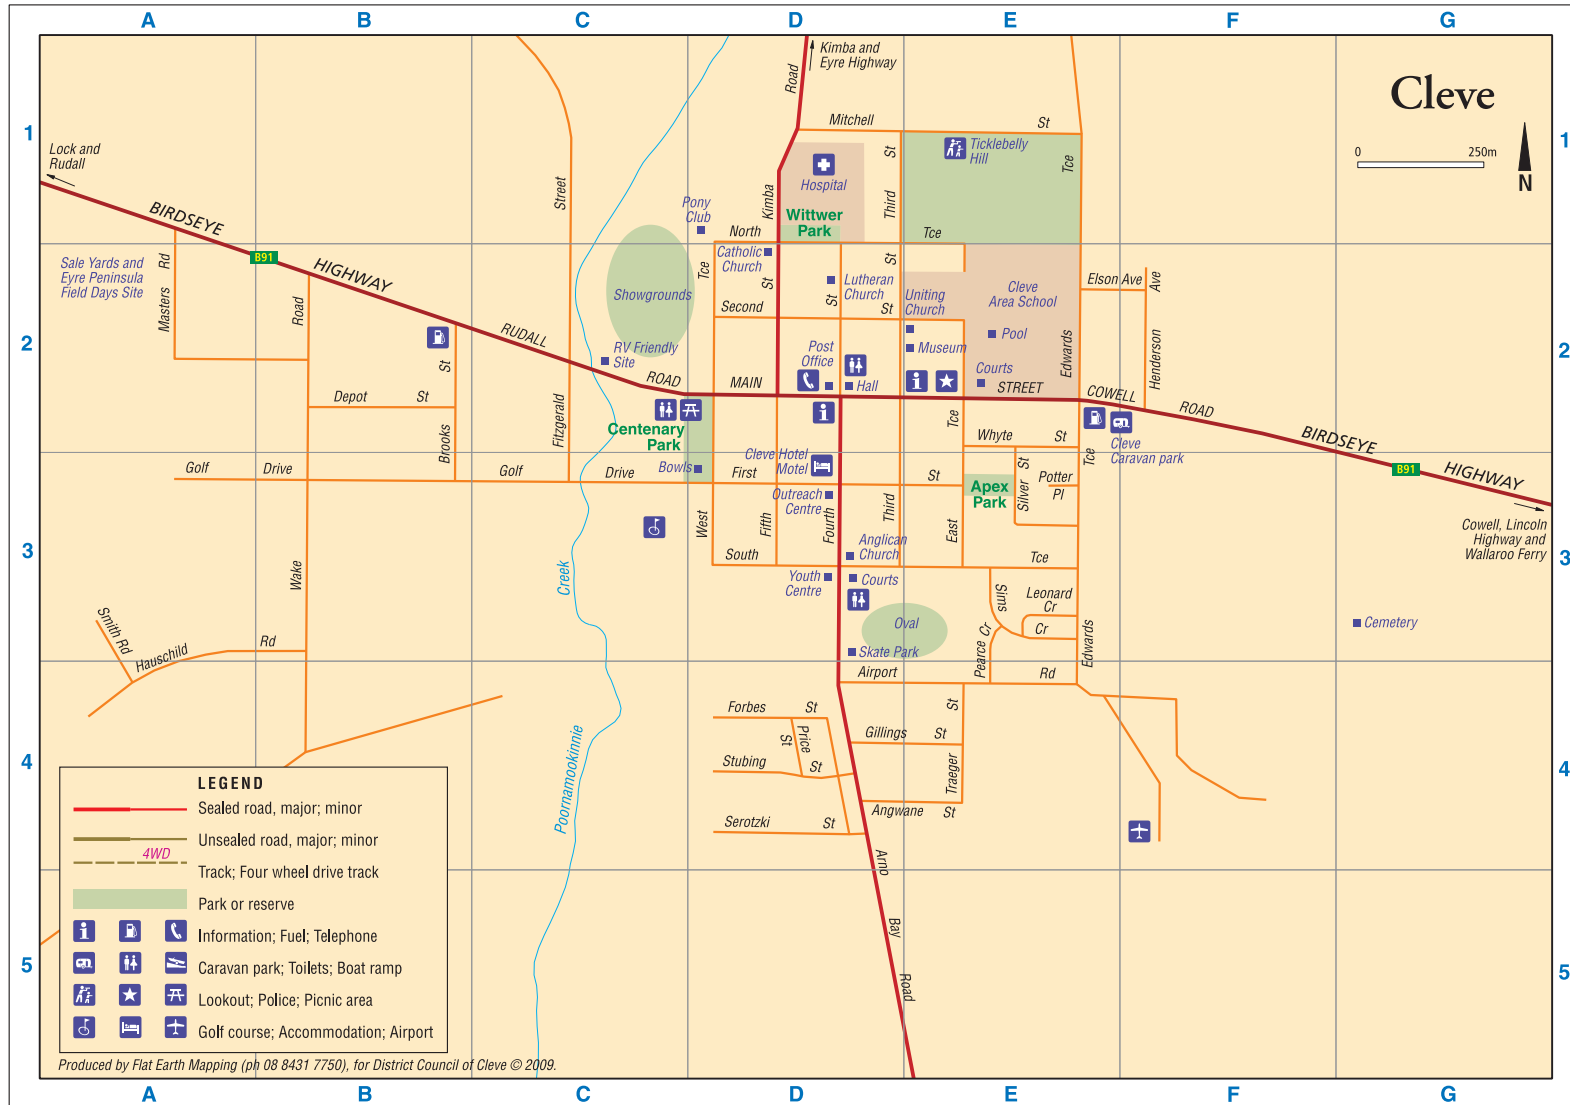 A B C D E F G
Cleve
0 250m
N
1 1
2 2
3 3
4 4
5 5
Kimba and
Eyre Highway
Road
Mitchell St
Lock and
Rudall
Ticklebelly
Hill
Tce
St
Hospital
Street
Kimba
Third
Pony
Club
Wittwer
Park
North Tce
BIRDSEYE
B91
HIGHWAY
Sale Yards and
Eyre Peninsula
Field Days Site
Rd
Masters
Road
Catholic
Church
Tce
St
St
Lutheran
Church
St
Showgrounds
Uniting
Church
Cleve
Area School
Elson Ave
Ave
Second St
RUDALL
St
RV Friendly
Site
Post
Office
Museum
Pool
Edwards
Henderson
ROAD
MAIN
Hall
Courts
STREET
COWELL
ROAD
Depot St
Fitzgerald
Brooks
Centenary
Park
Tce
Whyte St
Tce
Cleve
Caravan park
BIRDSEYE
B91
HIGHWAY
Golf Drive Golf Drive
Bowls
First St
Cleve Hotel
Motel
Apex
Park
St
Silver
Potter
Pl
Outreach
Centre
West
Fifth
Fourth
Third
East
Cowell, Lincoln
Highway and
Wallaroo Ferry
Anglican
Church
South Tce
Creek
Wake
Youth
Centre
Courts
Sims
Leonard
Cr
Cr
Smith Rd
Hauschild Rd
Oval
Pearce Cr
Edwards
Cemetery
Skate Park
Airport Rd
Forbes St
Price
St
St
Gillings St
Poornamookinnie
Stubing St
Traeger
Angwane St
Serotzki St
Arno
Bay
Road
LEGEND
Sealed road, major; minor
Unsealed road, major; minor
4WD
Track; Four wheel drive track
Park or reserve
Information; Fuel; Telephone
Caravan park; Toilets; Boat ramp
Lookout; Police; Picnic area
Golf course; Accommodation; Airport
Produced by Flat Earth Mapping (ph 08 8431 7750), for District Council of Cleve © 2009.
A B C D E F G